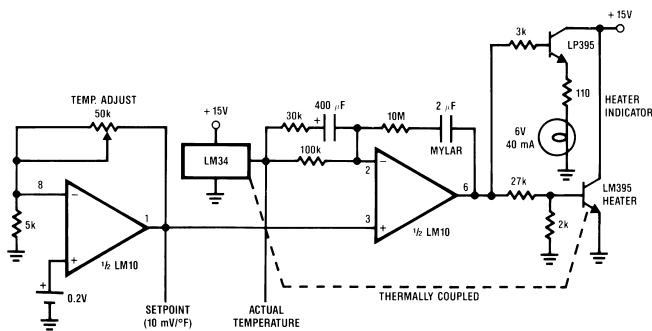 + 15V
3k
LP395
110
HEATER
INDICATOR
6V
40 mA
TEMP. ADJUST
50k
+ 15V
LM34
30k
+
400 μF
10M
2 μF
MYLAR
100k
2
−
3
+
6
½ LM10
27k
2k
LM395
HEATER
8
−
5k
+
1
½ LM10
+
0.2V
SETPOINT
(10 mV/°F)
ACTUAL
TEMPERATURE
THERMALLY COUPLED